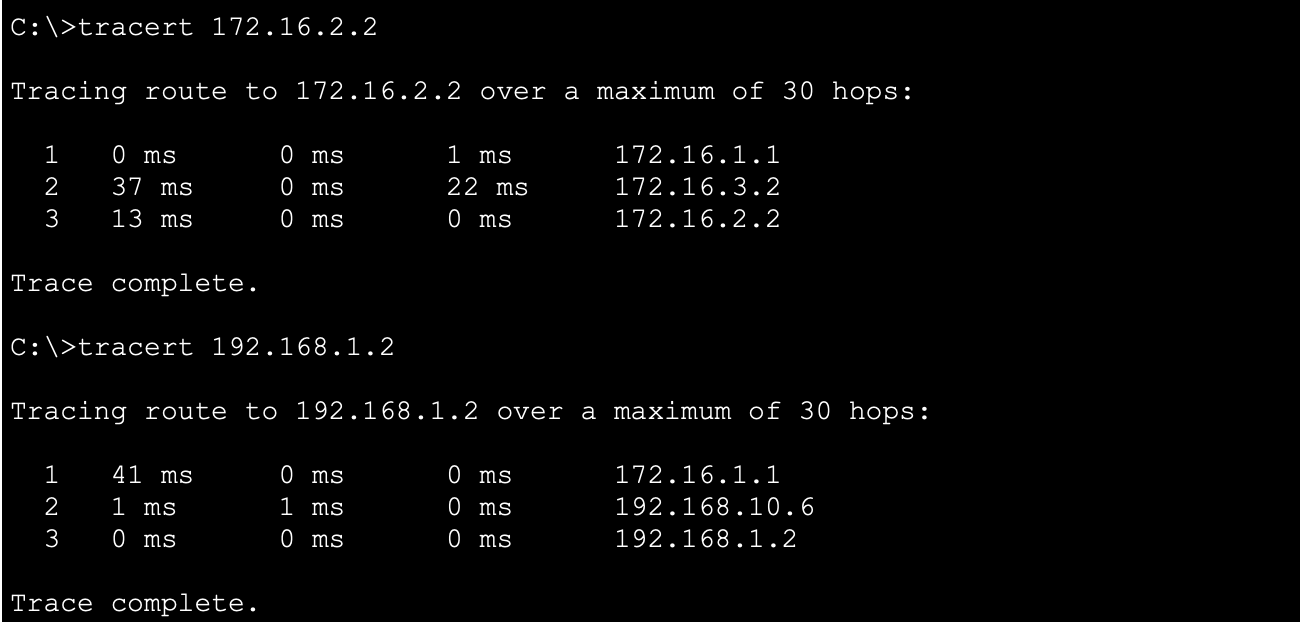 C:\>tracert 172.16.2.2
Tracing route to 172.16.2.2 over a maximum of 30 hops:
1 0 ms 0 ms 1 ms 172.16.1.1
2 37 ms 0 ms 22 ms 172.16.3.2
3 13 ms 0 ms 0 ms 172.16.2.2
Trace complete.
C:\>tracert 192.168.1.2
Tracing route to 192.168.1.2 over a maximum of 30 hops:
1 41 ms 0 ms 0 ms 172.16.1.1
2 1 ms 1 ms 0 ms 192.168.10.6
3 0 ms 0 ms 0 ms 192.168.1.2
Trace complete.